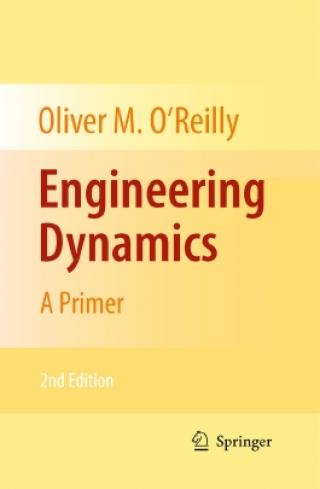 Oliver M. O‘Reilly
Engineering
Dynamics
A Primer
2nd Edition
Springer